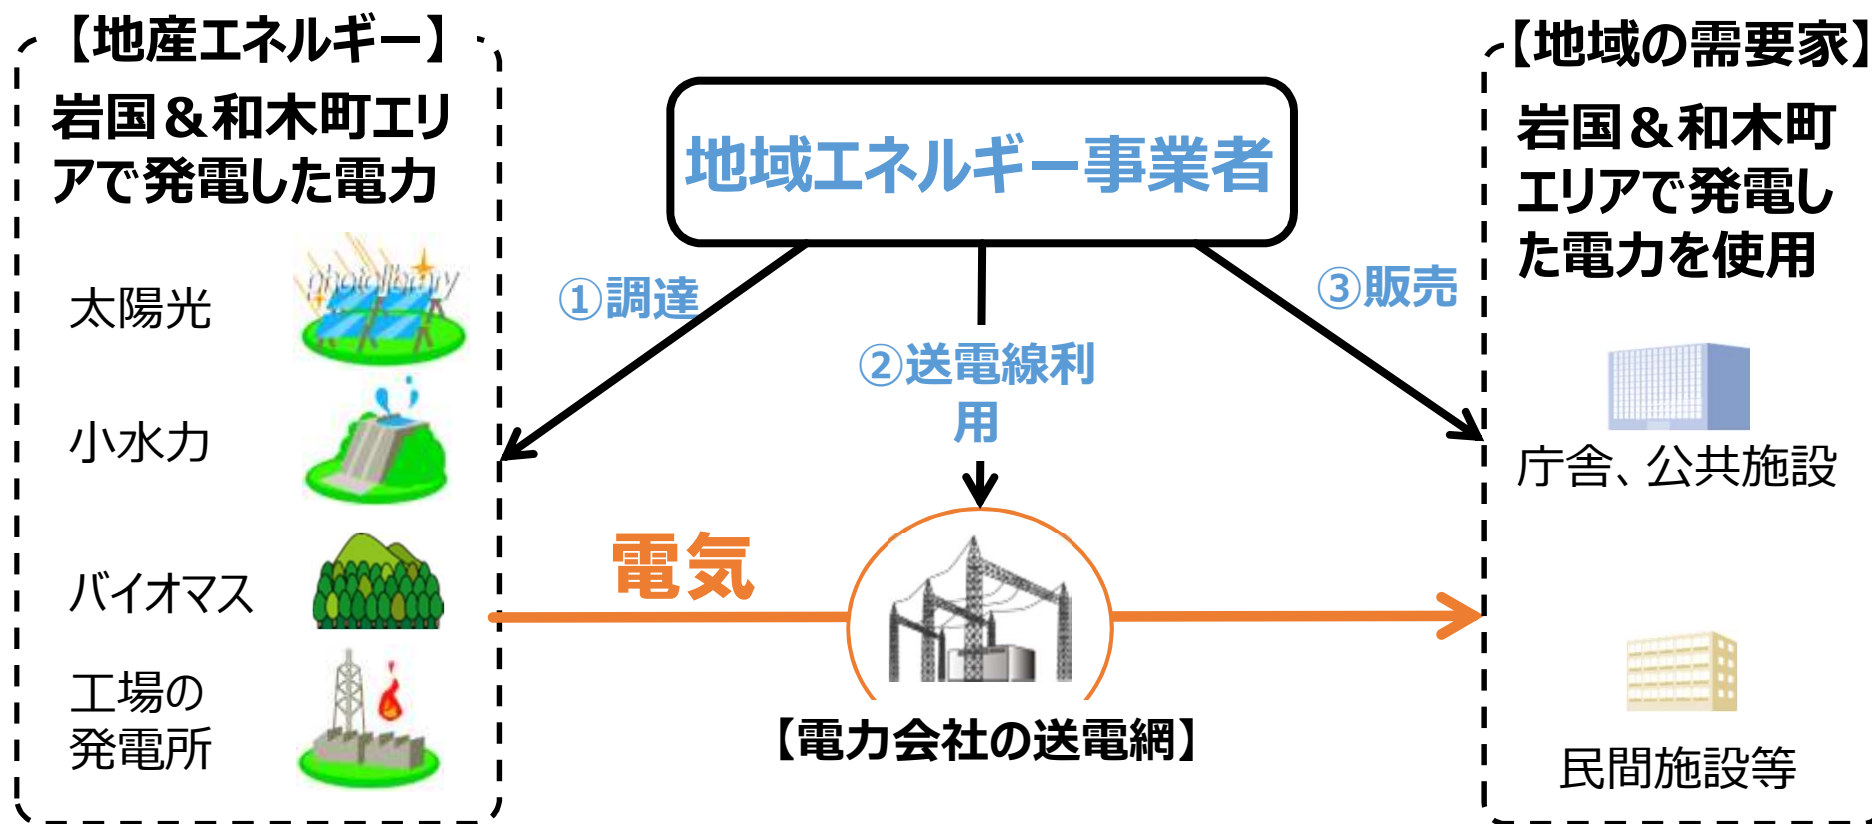 【地産エネルギー】
岩国＆和木町エリ
アで発電した電力
太陽光
photolibrary
小水力
バイオマス
工場の
発電所
地域エネルギー事業者
①調達
②送電線利
用
③販売
電気
【電力会社の送電網】
【地域の需要家】
岩国＆和木町
エリアで発電し
た電力を使用
庁舎、公共施設
民間施設等